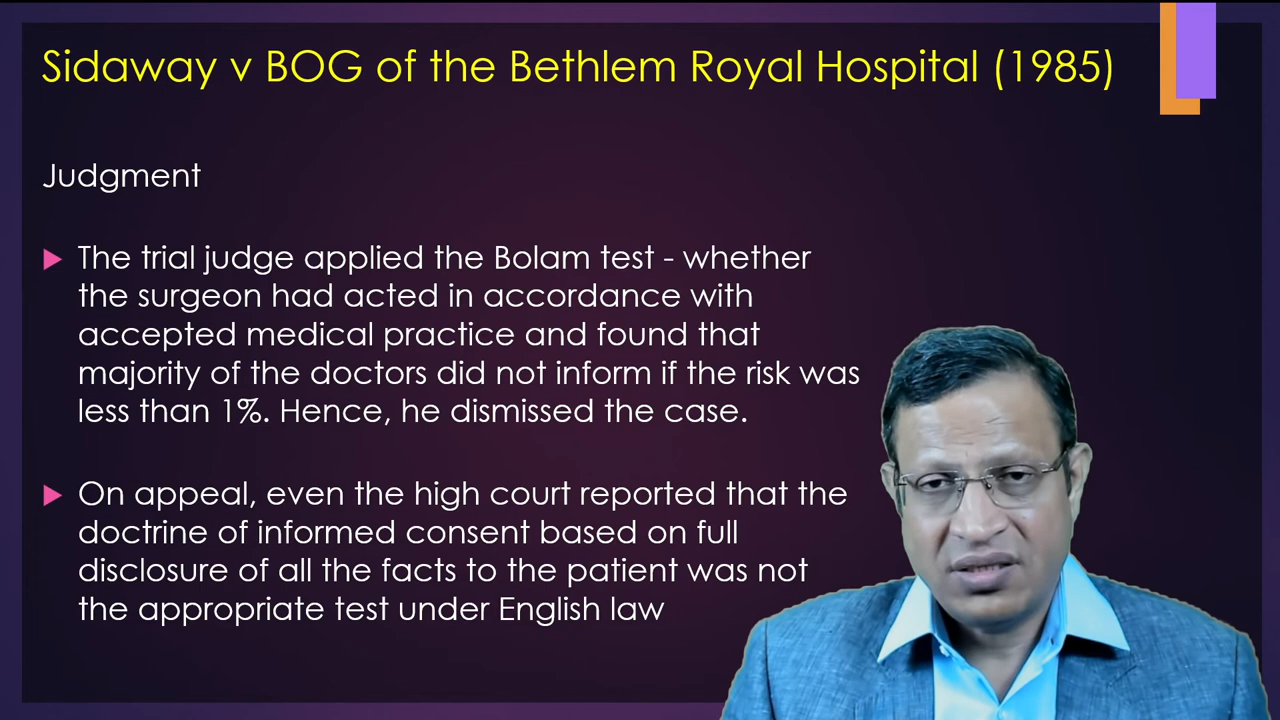 Sidaway v BOG of the Bethlem Royal Hospital (1985)
Judgment
The trial judge applied the Bolam test - whether
the surgeon had acted in accordance with
accepted medical practice and found that
majority of the doctors did not inform if the risk was
less than 1%. Hence, he dismissed the case.
On appeal, even the high court reported that the
doctrine of informed consent based on full
disclosure of all the facts to the patient was not
the appropriate test under English law